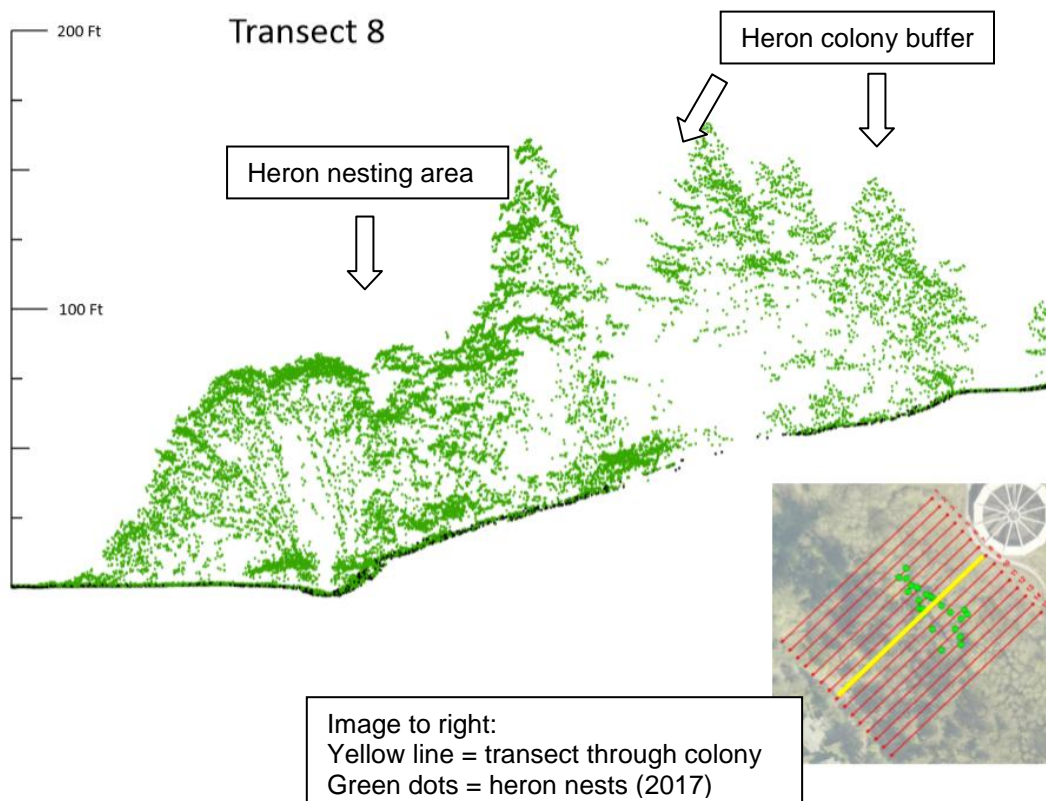 200 Ft
Transect 8
Heron colony buffer
Heron nesting area
100 Ft
Image to right:
Yellow line = transect through colony
Green dots = heron nests (2017)